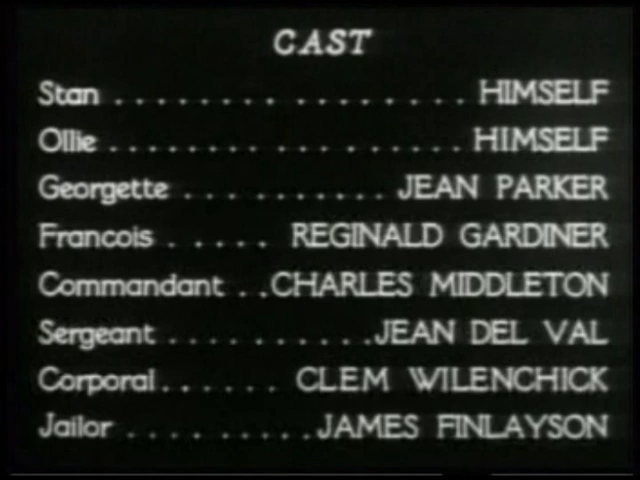 CAST
Stan . . . . . . . . . . . . . . . . . HIMSELF
Ollie . . . . . . . . . . . . . . . . . HIMSELF
Georgette . . . . . . . . . . JEAN PARKER
Francois . . . . . REGINALD GARDINER
Commandant . . CHARLES MIDDLETON
Sergeant . . . . . . . . . . JEAN DEL VAL
Corporal . . . . . . CLEM WILENCHICK
Jailor . . . . . . . . . JAMES FINLAYSON